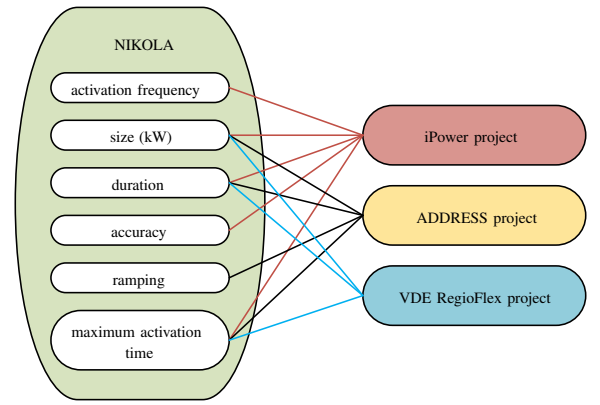 NIKOLA
activation frequency
size (kW)
duration
accuracy
ramping
maximum activation
time
iPower project
ADDRESS project
VDE RegioFlex project